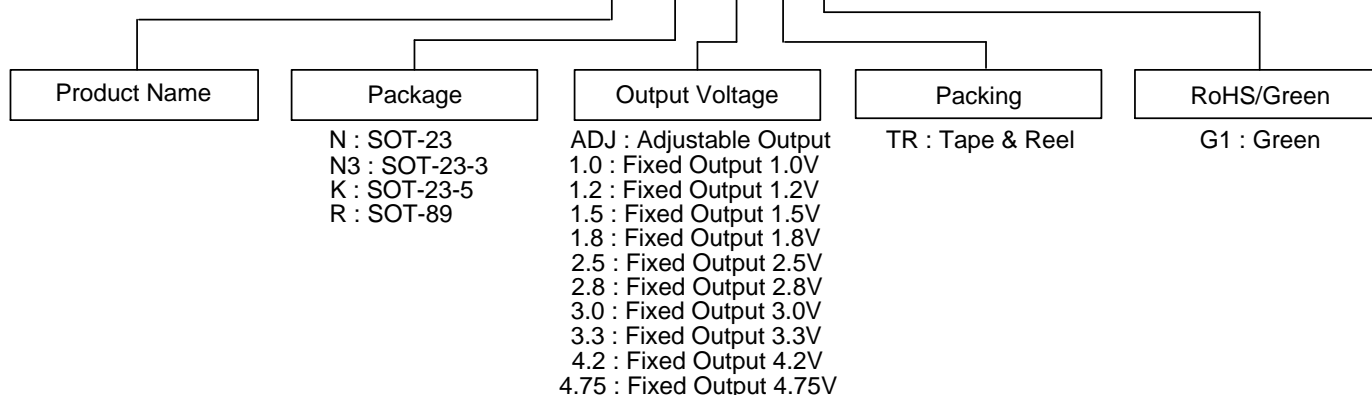 Product Name
Package
Output Voltage
Packing
RoHS/Green
N : SOT-23
N3 : SOT-23-3
K : SOT-23-5
R : SOT-89
ADJ : Adjustable Output
1.0 : Fixed Output 1.0V
1.2 : Fixed Output 1.2V
1.5 : Fixed Output 1.5V
1.8 : Fixed Output 1.8V
2.5 : Fixed Output 2.5V
2.8 : Fixed Output 2.8V
3.0 : Fixed Output 3.0V
3.3 : Fixed Output 3.3V
4.2 : Fixed Output 4.2V
4.75 : Fixed Output 4.75V
TR : Tape & Reel
G1 : Green